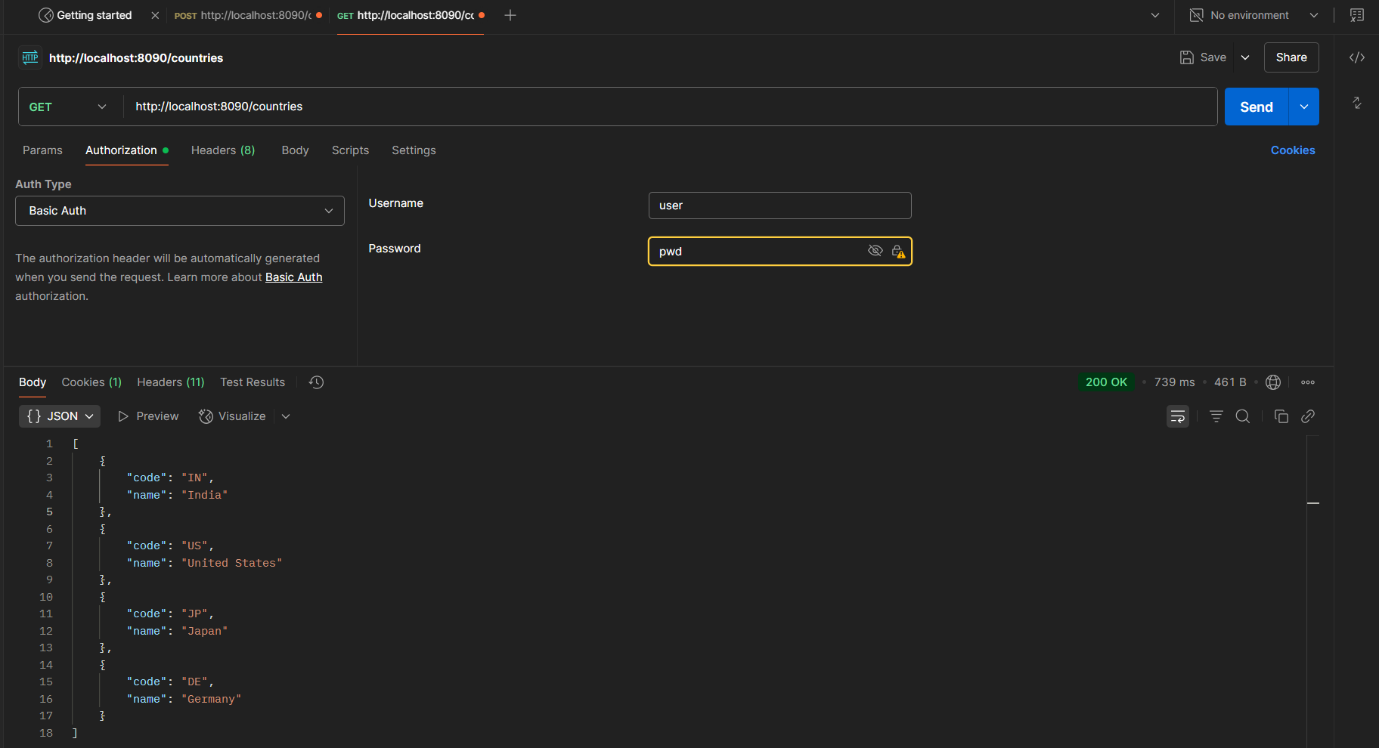 Getting started
POST http://localhost:8090/c
GET http://localhost:8090/cc
No environment
HTTP http://localhost:8090/countries
Save
Share
GET http://localhost:8090/countries
Send
Params Authorization Headers (8) Body Scripts Settings Cookies
Auth Type
Basic Auth
The authorization header will be automatically generated
when you send the request. Learn more about Basic Auth
authorization.
Username user
Password pwd
Body Cookies (1) Headers (11) Test Results 200 OK 739 ms 461 B
{ } JSON Preview Visualize
1 [
2 {
3 "code": "IN",
4 "name": "India"
5 },
6 {
7 "code": "US",
8 "name": "United States"
9 },
10 {
11 "code": "JP",
12 "name": "Japan"
13 },
14 {
15 "code": "DE",
16 "name": "Germany"
17 }
18 ]